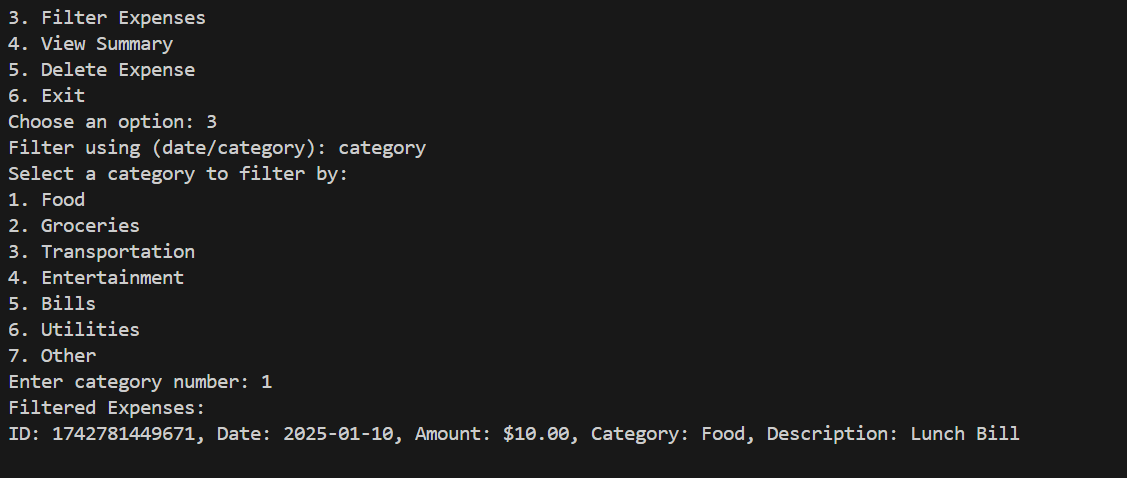 3. Filter Expenses
4. View Summary
5. Delete Expense
6. Exit
Choose an option: 3
Filter using (date/category): category
Select a category to filter by:
1. Food
2. Groceries
3. Transportation
4. Entertainment
5. Bills
6. Utilities
7. Other
Enter category number: 1
Filtered Expenses:
ID: 1742781449671, Date: 2025-01-10, Amount: $10.00, Category: Food, Description: Lunch Bill